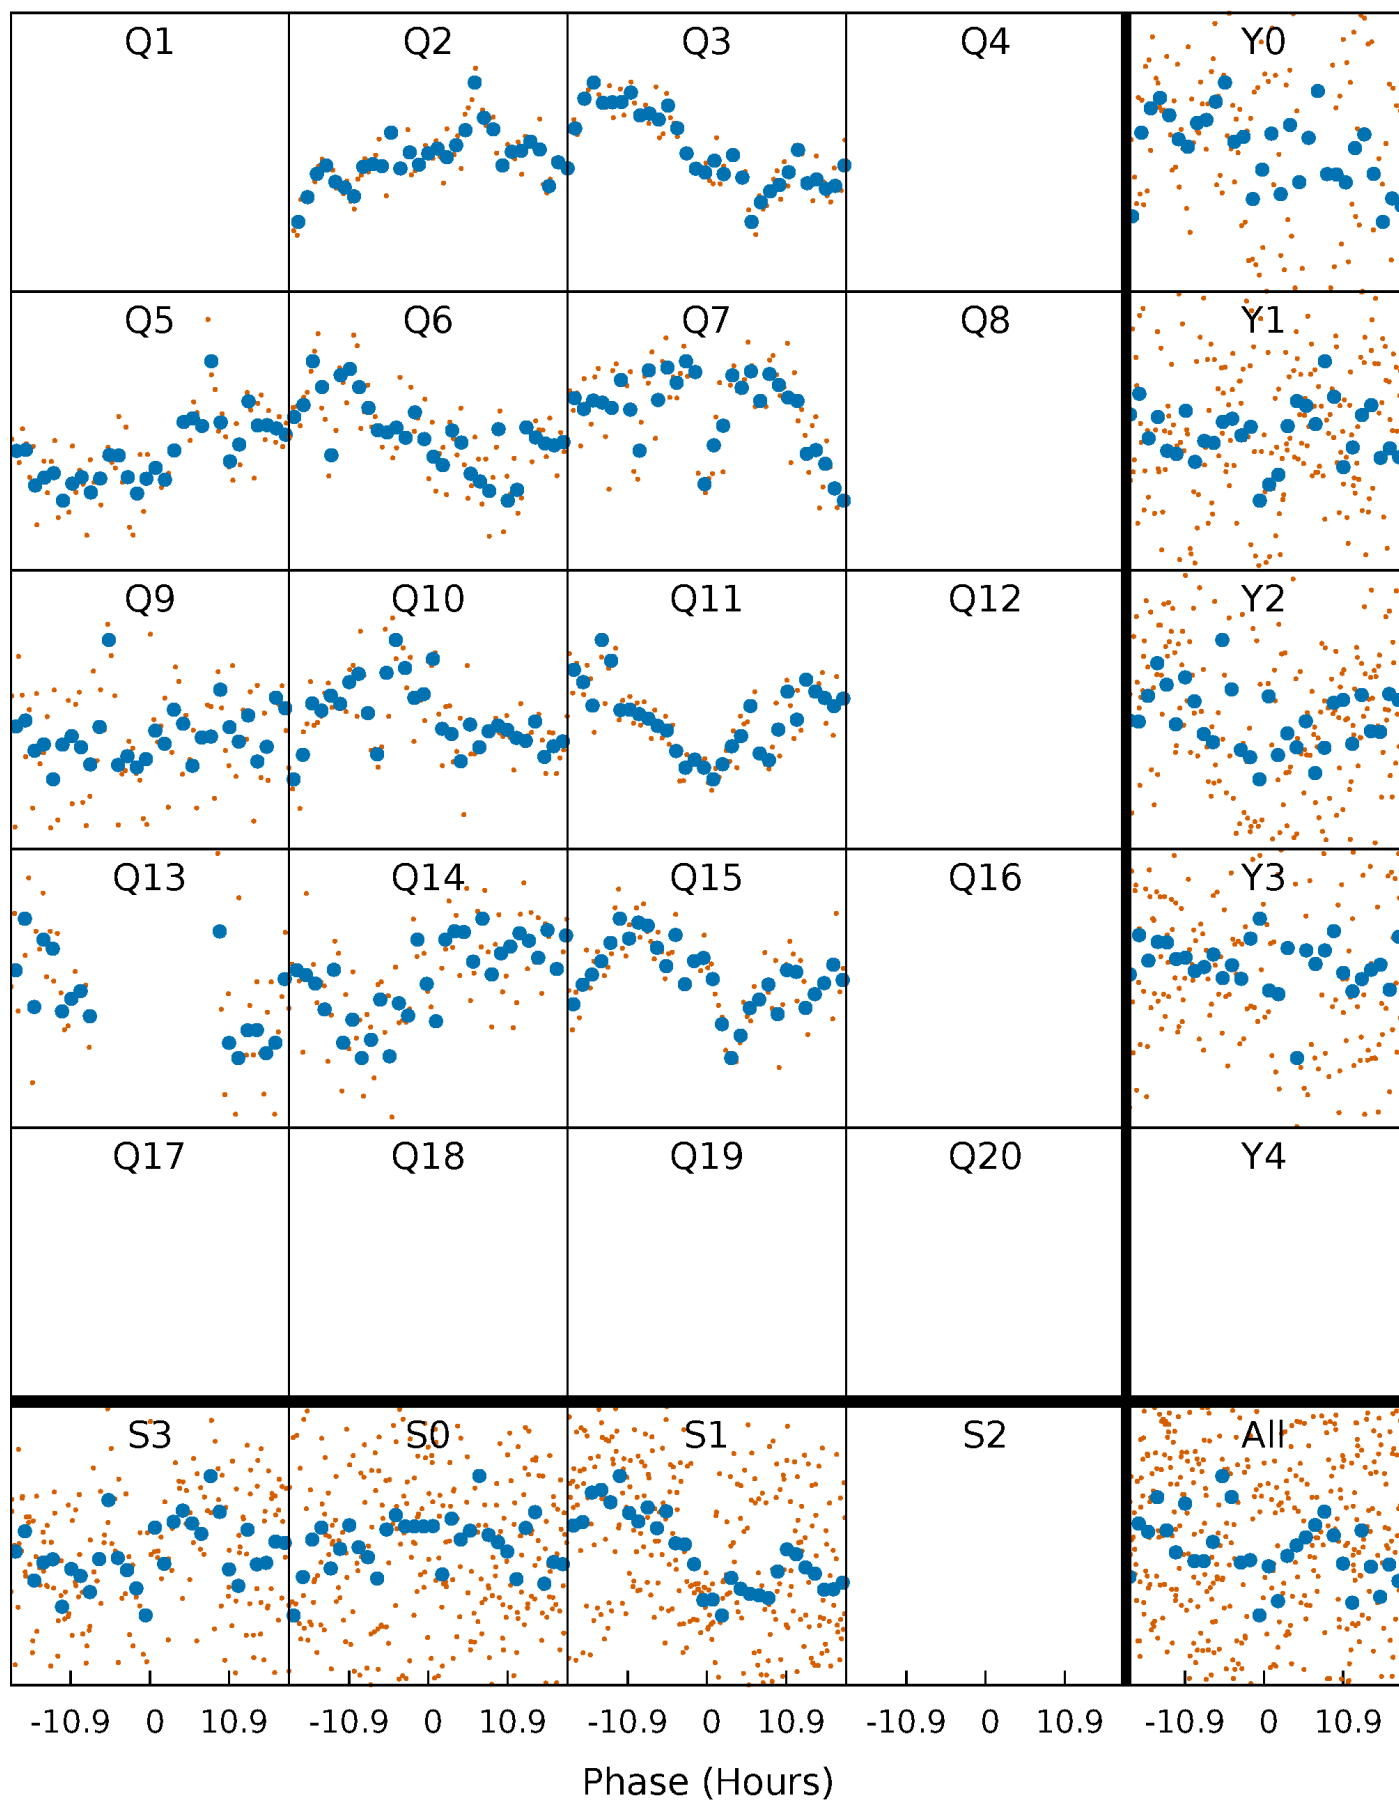 Q1 Q2 Q3 Q4 Y0
Q5 Q6 Q7 Q8 Y1
Q9 Q10 Q11 Q12 Y2
Q13 Q14 Q15 Q16 Y3
Q17 Q18 Q19 Q20 Y4
S3 S0 S1 S2 All
-10.9 0 10.9 -10.9 0 10.9 -10.9 0 10.9 -10.9 0 10.9 -10.9 0 10.9
Phase (Hours)